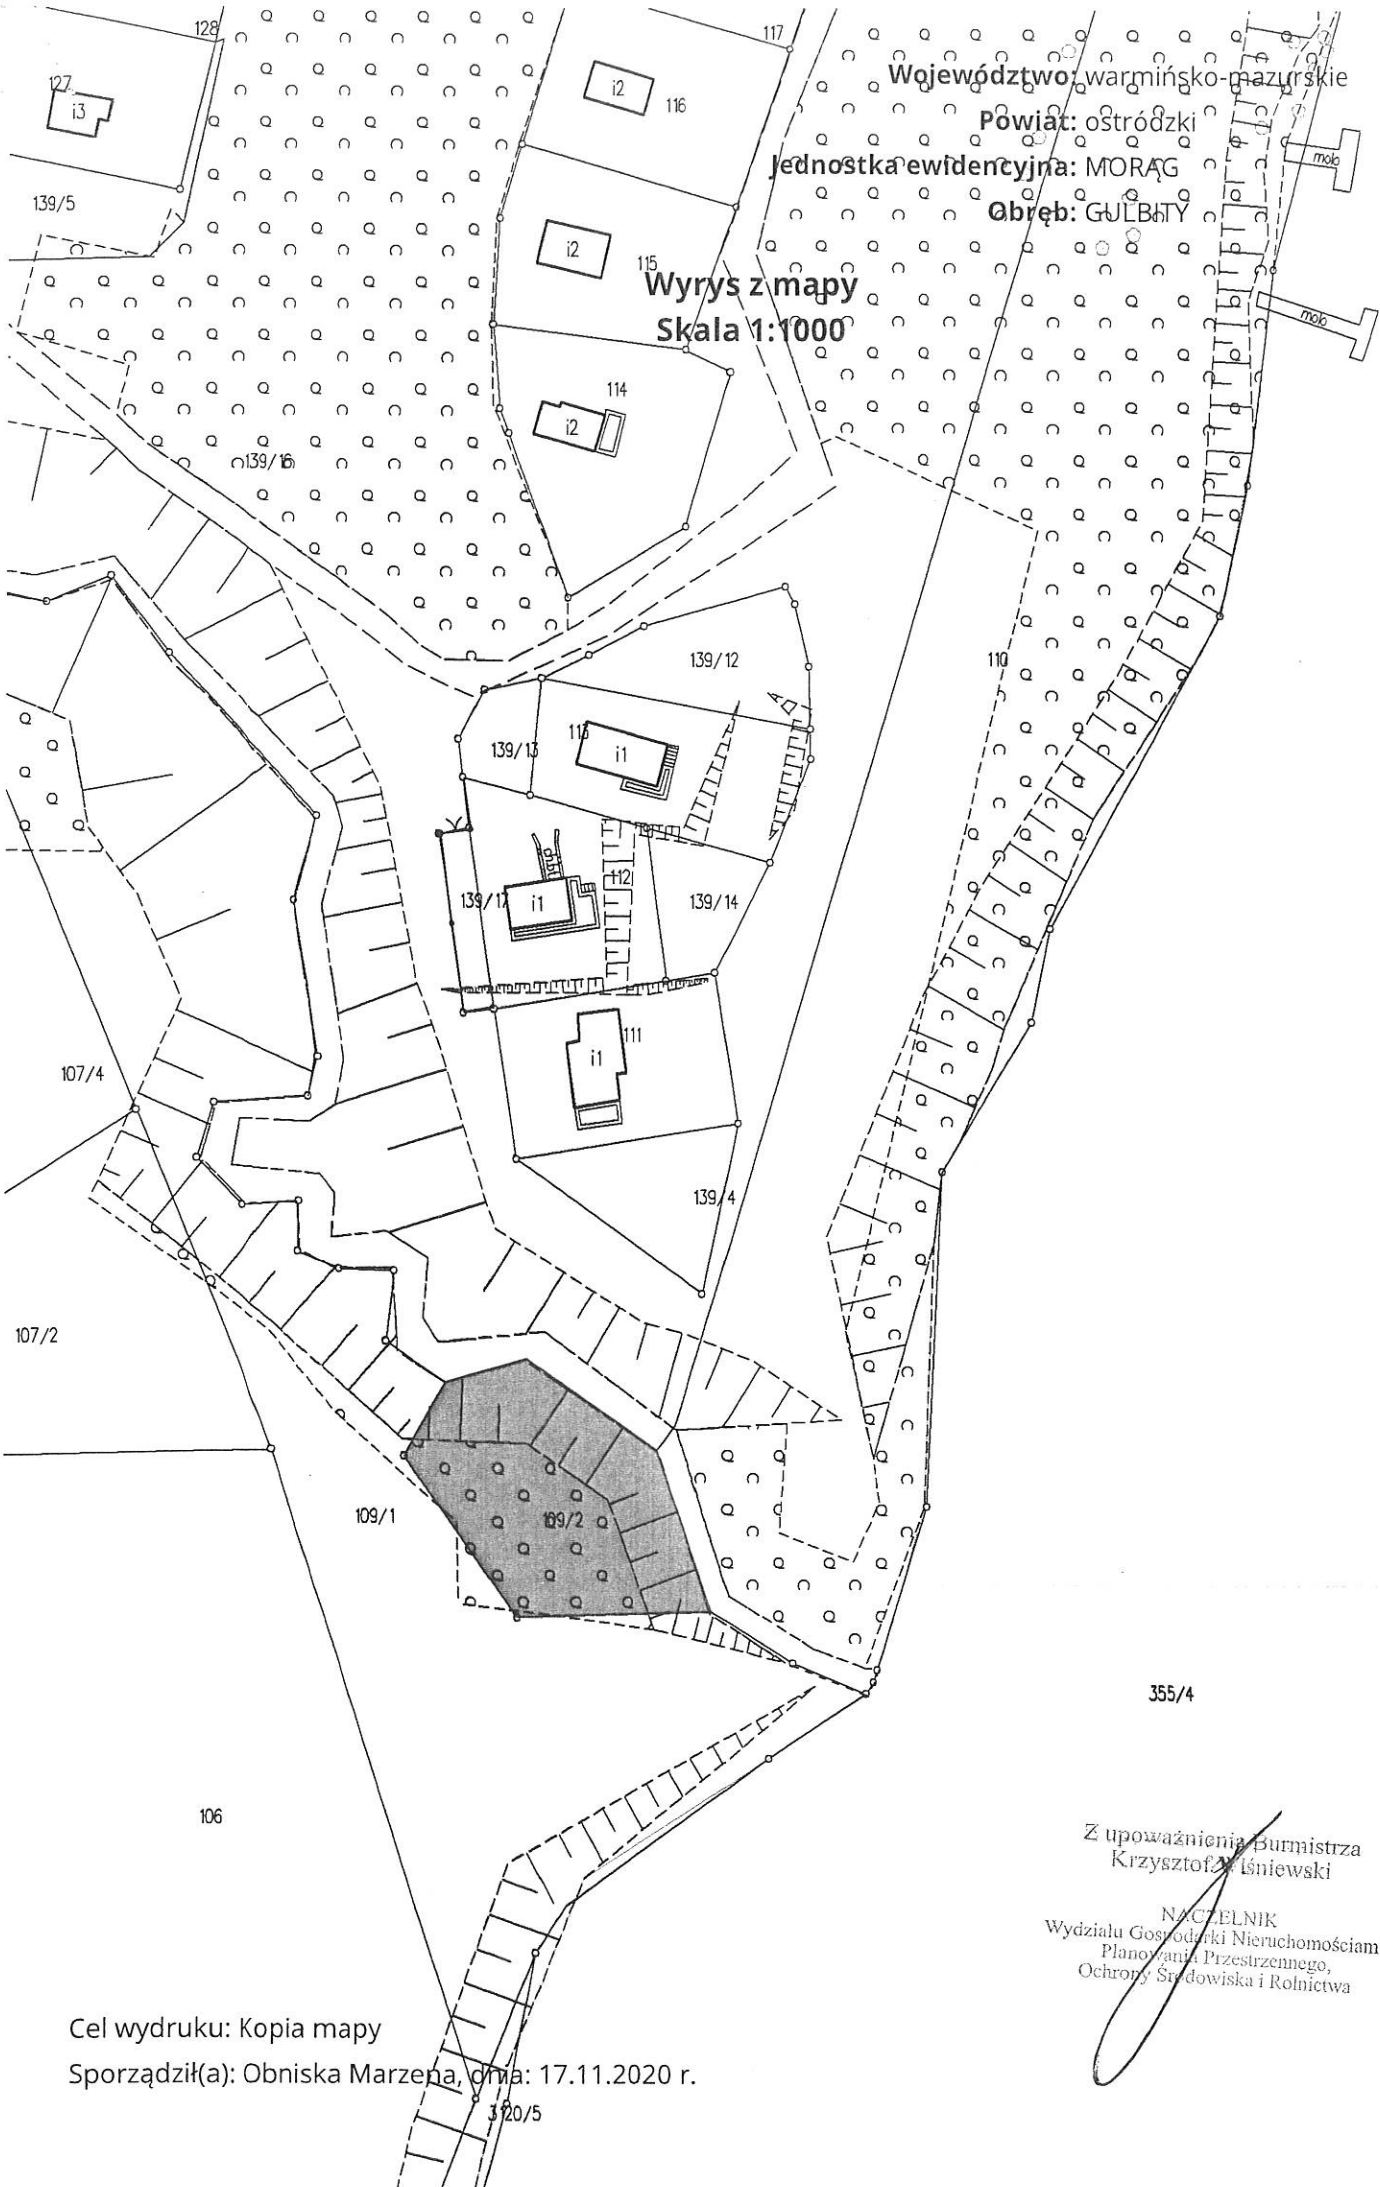 128
117
127
i3
i2
116
Województwo: warmińsko-mazurskie
Powiat: ostródzki
molo
Jednostka ewidencyjna: MORĄG
139/5
Obręb: GULBITY
i2
115
Wyrys z mapy
molo
Skala 1:1000
114
i2
139/16
139/12
110
113
139/13
i1
112
139/17
i1
139/14
111
i1
107/4
139/4
107/2
109/1
109/2
355/4
106
Z upoważnienia Burmistrza
Krzysztof Wiśniewski
NACZELNIK
Wydziału Gospodarki Nieruchomościami
Planowania Przestrzennego,
Ochrony Środowiska i Rolnictwa
Cel wydruku: Kopia mapy
Sporządził(a): Obniska Marzena, dnia: 17.11.2020 r.